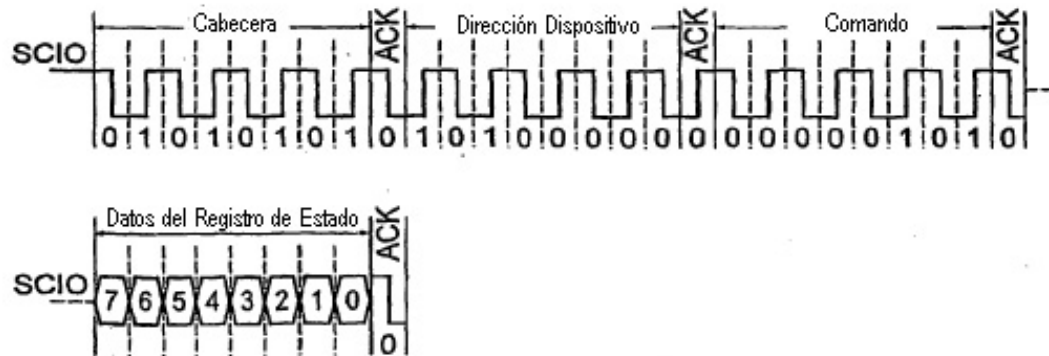 Cabecera ACK Dirección Dispositivo ACK Comando ACK
SCIO
0 1 0 1 0 1 0 1 0 1 0 1 0 0 0 0 0 0 0 0 0 0 0 1 0 1 0
Datos del Registro de Estado ACK
SCIO 7 6 5 4 3 2 1 0
0